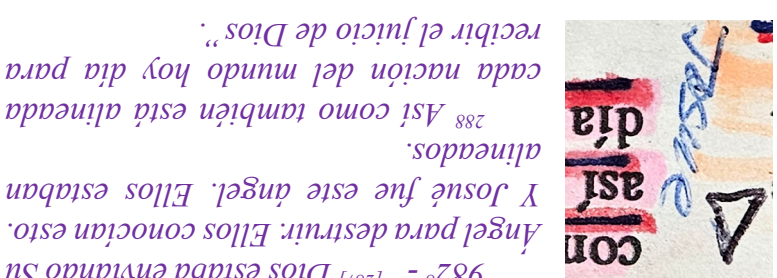 Dios estaba enviando Su
Ángel para destruir. Ellos conocían esto.
Y Josué fue este ángel. Ellos estaban
alineados.
288 Así como también está alineada
cada nación del mundo hoy día para
recibir el juicio de Dios”.
con
así
día